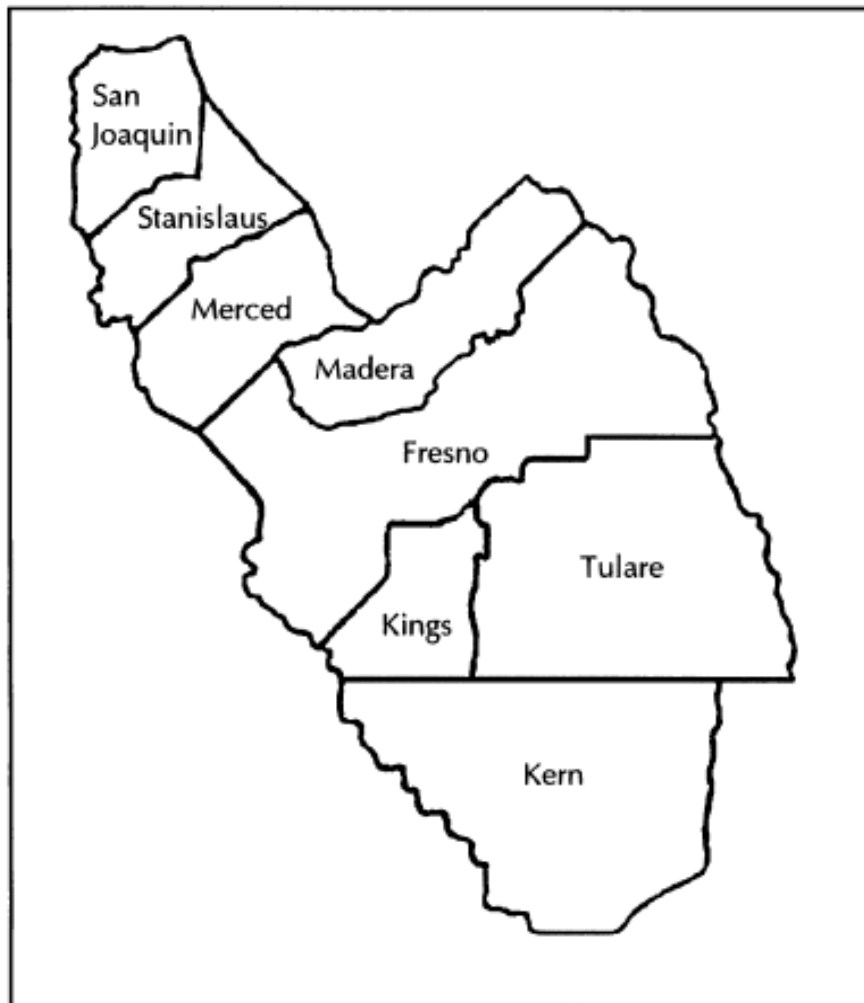 San
Joaquin
Stanislaus
Merced
Madera
Fresno
Tulare
Kings
Kern